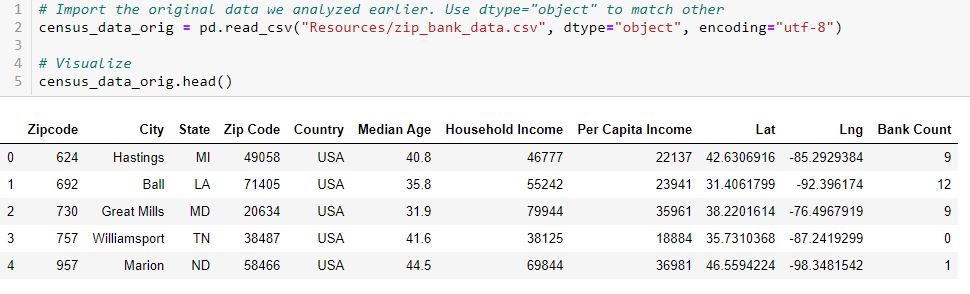 1 # Import the original data we analyzed earlier. Use dtype="object" to match other
2 census_data_orig = pd.read_csv("Resources/zip_bank_data.csv", dtype="object", encoding="utf-8")
3
4 # Visualize
5 census_data_orig.head()
Zipcode City State Zip Code Country Median Age Household Income Per Capita Income Lat Lng Bank Count
0 624 Hastings MI 49058 USA 40.8 46777 22137 42.6306916 -85.2929384 9
1 692 Ball LA 71405 USA 35.8 55242 23941 31.4061799 -92.396174 12
2 730 Great Mills MD 20634 USA 31.9 79944 35961 38.2201614 -76.4967919 9
3 757 Williamsport TN 38487 USA 41.6 38125 18884 35.7310368 -87.2419299 0
4 957 Marion ND 58466 USA 44.5 69844 36981 46.5594224 -98.3481542 1